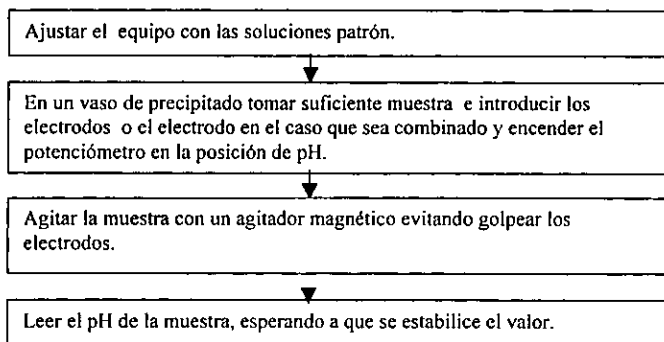 Ajustar el equipo con las soluciones patrón.
En un vaso de precipitado tomar suficiente muestra e introducir los
electrodos o el electrodo en el caso que sea combinado y encender el
potenciómetro en la posición de pH.
Agitar la muestra con un agitador magnético evitando golpear los
electrodos.
Leer el pH de la muestra, esperando a que se estabilice el valor.